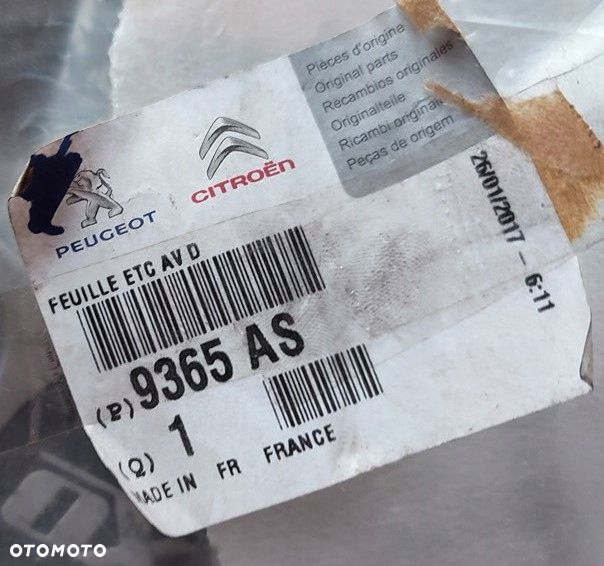 Pièces d'origine
Original parts
Recambios originales
Originalteile
Ricambi originali
Peças de origem
PEUGEOT
CITROËN
26/01/2017 - 6:11
FEUILLE ETC AV D
(P) 9365 AS
(Q) 1
MADE IN FR FRANCE
OTOMOTO